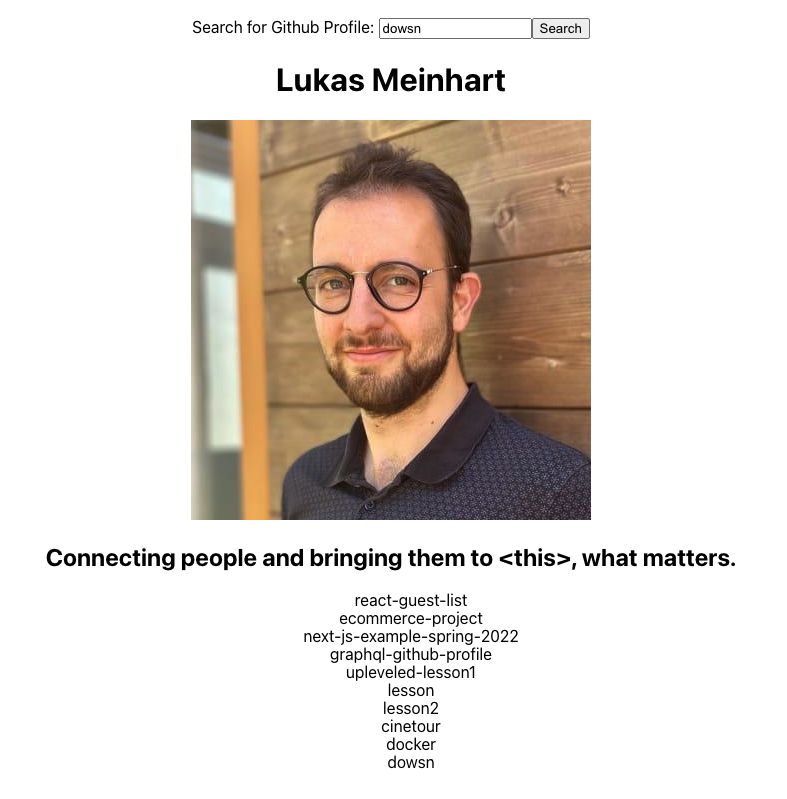 Search for Github Profile: dowsn Search
Lukas Meinhart
Connecting people and bringing them to <this>, what matters.
react-guest-list
ecommerce-project
next-js-example-spring-2022
graphql-github-profile
upleveled-lesson1
lesson
lesson2
cinetour
docker
dowsn